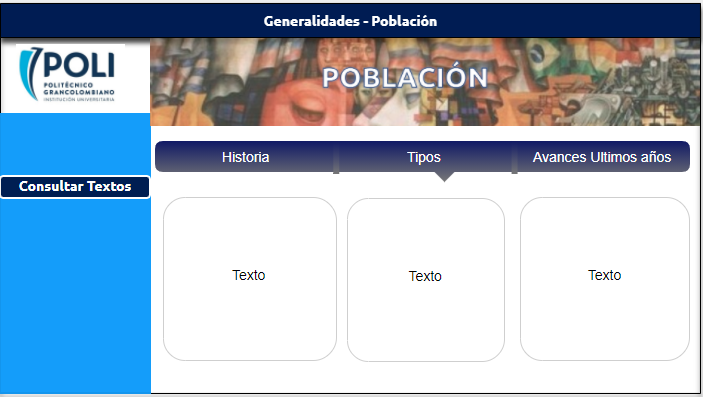 Generalidades - Población
POLI
POLITÉCNICO
GRANCOLOMBIANO
INSTITUCIÓN UNIVERSITARIA
POBLACIÓN
Historia
Tipos
Avances Ultimos años
Consultar Textos
Texto
Texto
Texto